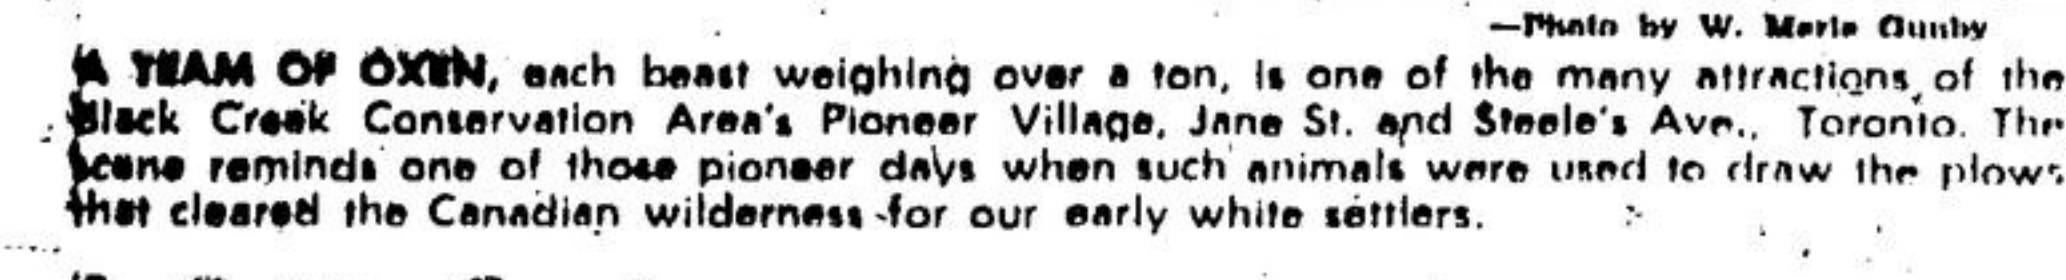 —Photo by W. Merle Gunby
A TEAM OF OXEN, each beast weighing over a ton, is one of the many attractions of the
Black Creek Conservation Area's Pioneer Village, Jane St. and Steele's Ave., Toronto. The
scene reminds one of those pioneer days when such animals were used to draw the plows
that cleared the Canadian wilderness for our early white settlers.